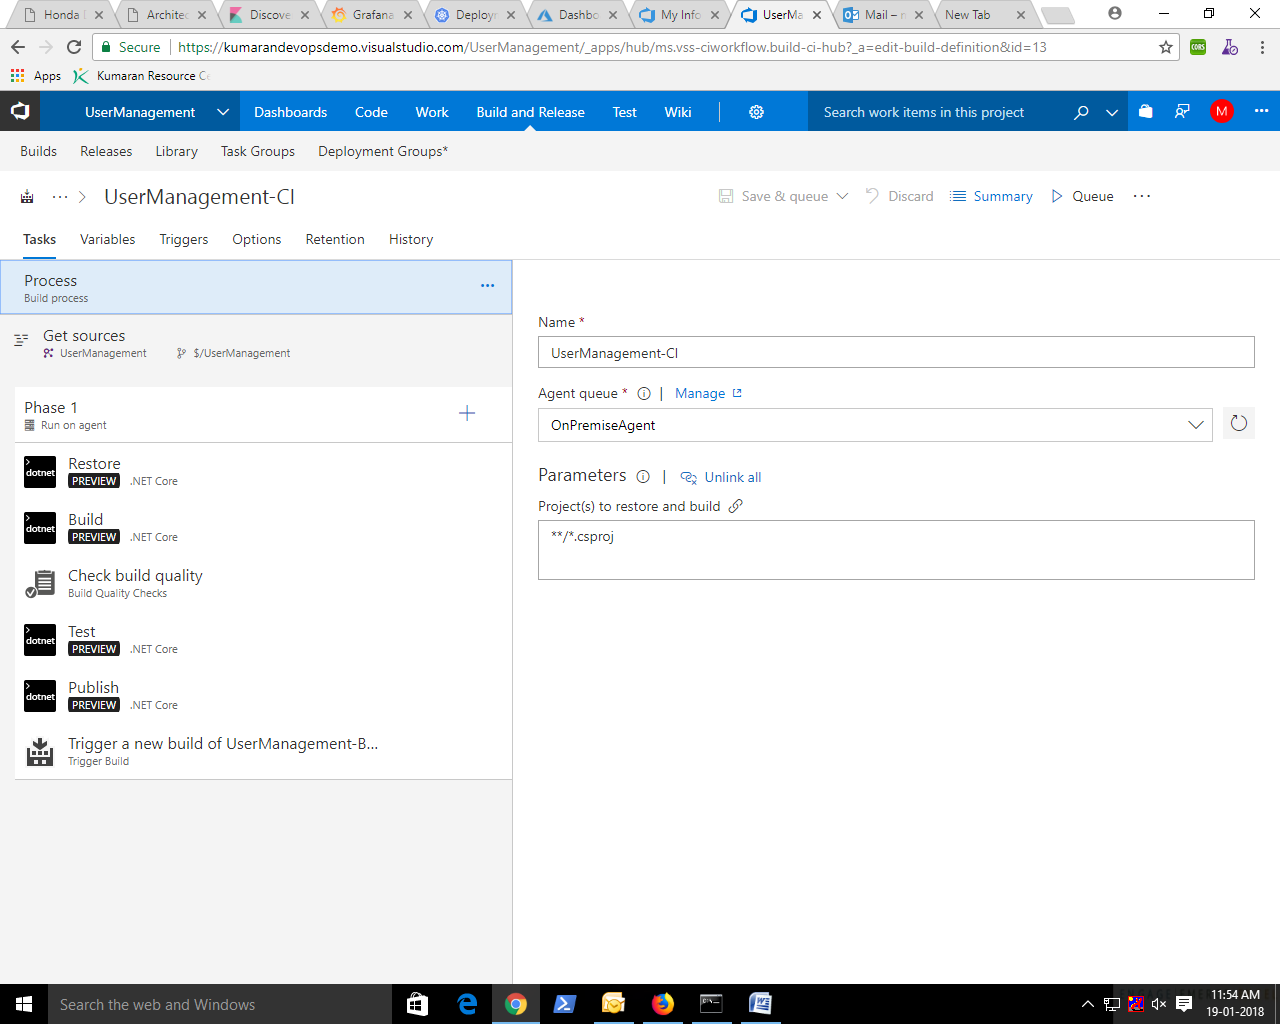 Honda
Architec
Discove
Grafana
Deployr
Dashbo
My Info
UserMa
Mail –
New Tab
Secure
https://kumarandevopsdemo.visualstudio.com/UserManagement/_apps/hub/ms.vss-ciworkflow.build-ci-hub?_a=edit-build-definition&id=13
CORS
Apps
Kumaran Resource Ce
UserManagement
Dashboards
Code
Work
Build and Release
Test
Wiki
Search work items in this project
M
Builds
Releases
Library
Task Groups
Deployment Groups*
... > UserManagement-CI
Save & queue
Discard
Summary
Queue
...
Tasks
Variables
Triggers
Options
Retention
History
Process
Build process
Get sources
UserManagement
$/UserManagement
Phase 1
Run on agent
dotnet
Restore
PREVIEW .NET Core
dotnet
Build
PREVIEW .NET Core
Check build quality
Build Quality Checks
dotnet
Test
PREVIEW .NET Core
dotnet
Publish
PREVIEW .NET Core
Trigger a new build of UserManagement-B...
Trigger Build
Name *
UserManagement-CI
Agent queue * | Manage
OnPremiseAgent
Parameters | Unlink all
Project(s) to restore and build
**/*.csproj
Search the web and Windows
11:54 AM
19-01-2018